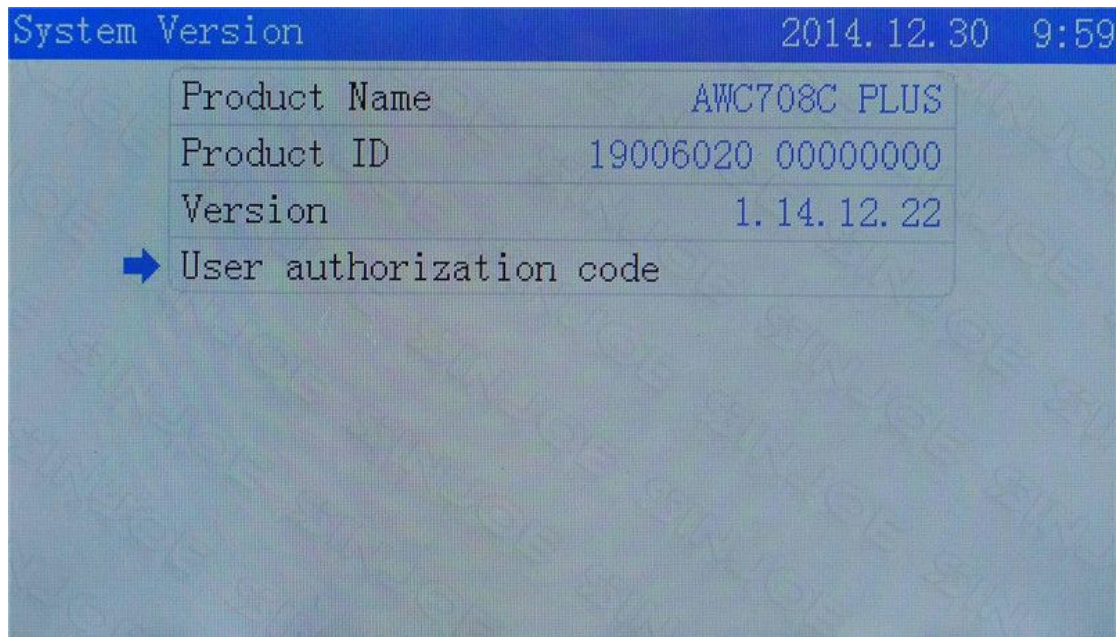 System Version 2014.12.30 9:59
Product Name AWC708C PLUS
Product ID 19006020 00000000
Version 1.14.12.22
User authorization code